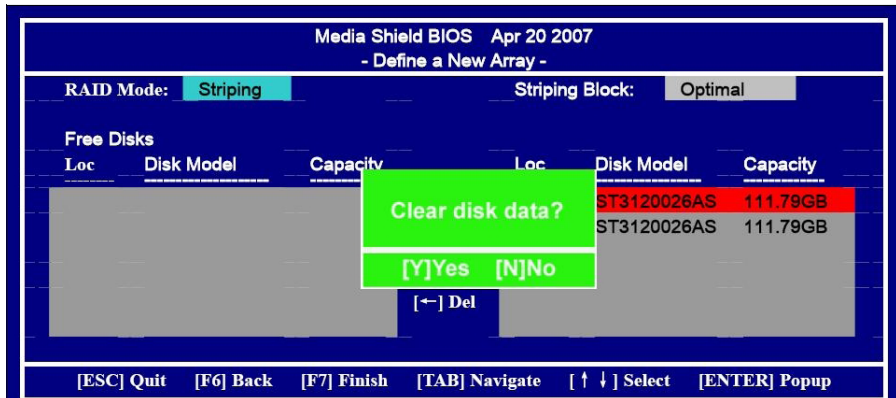 Media Shield BIOS Apr 20 2007
- Define a New Array -
RAID Mode: Striping Striping Block: Optimal
Free Disks
Loc Disk Model Capacity Loc Disk Model Capacity
ST3120026AS 111.79GB
Clear disk data?
ST3120026AS 111.79GB
[Y]Yes [N]No
[←] Del
[ESC] Quit [F6] Back [F7] Finish [TAB] Navigate [↑ ↓] Select [ENTER] Popup